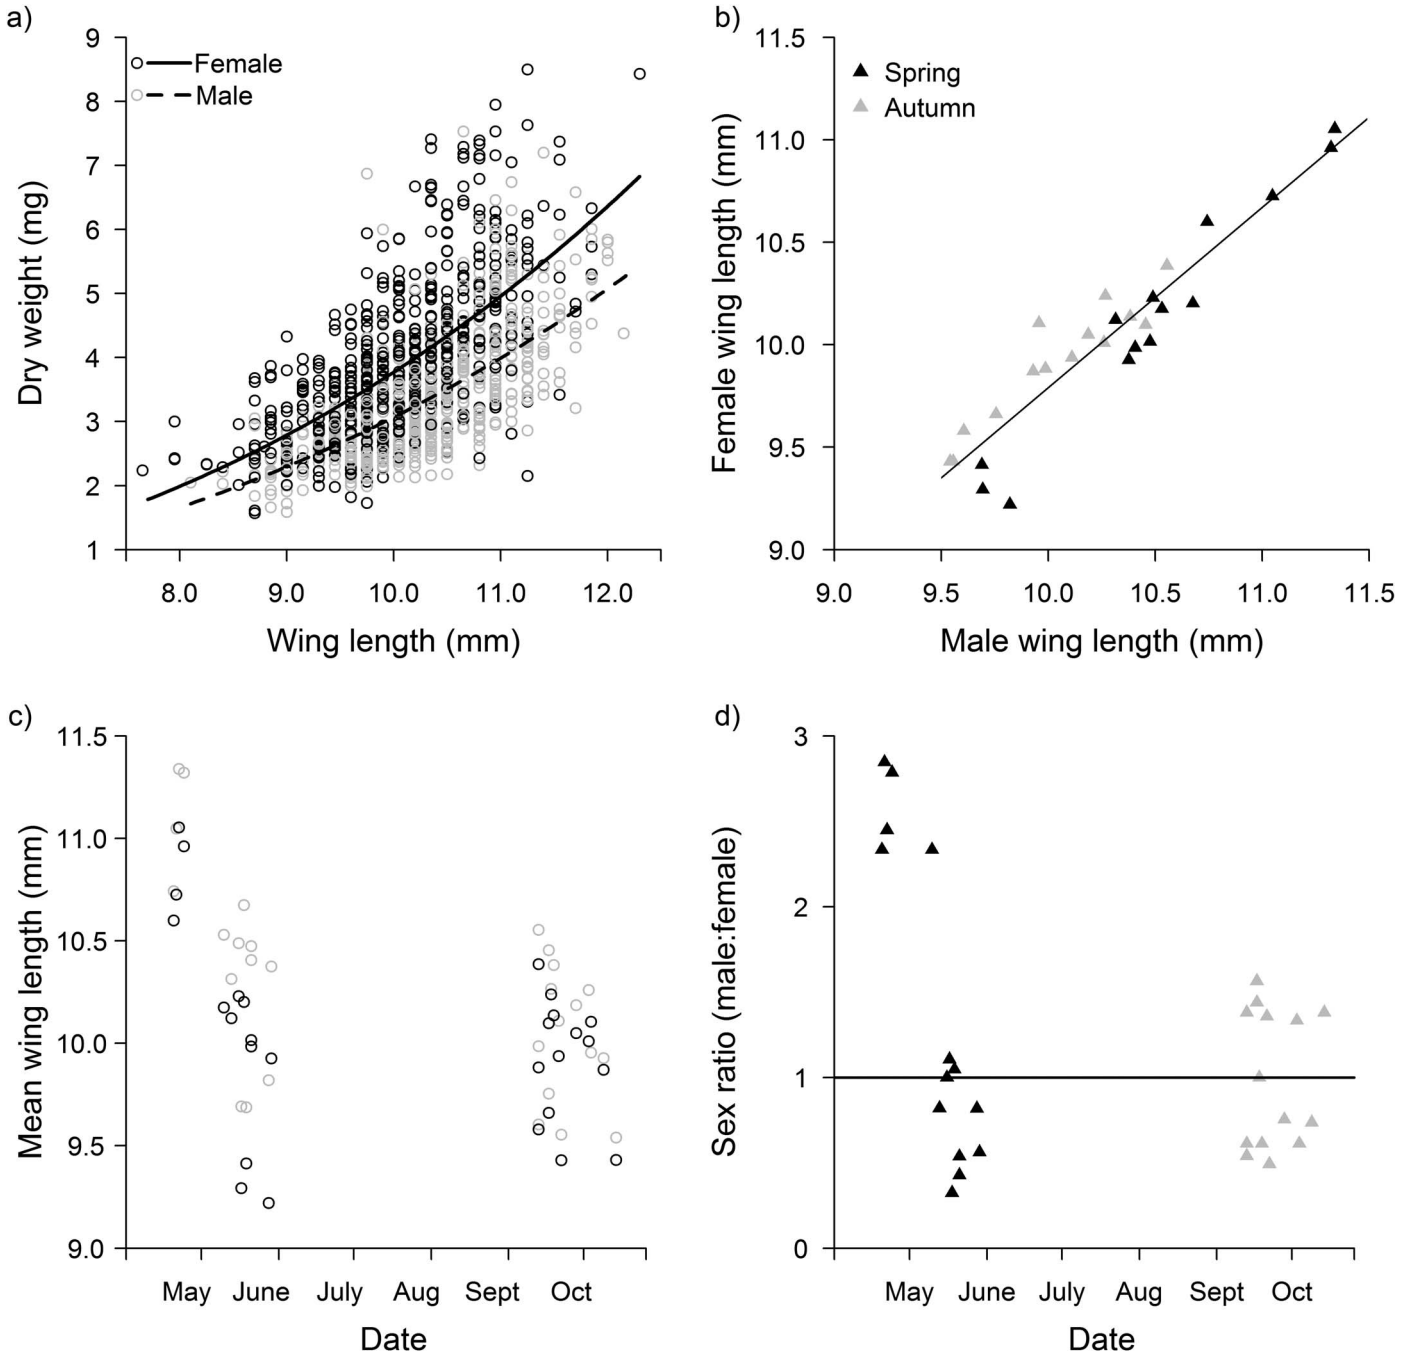 a)
9
8
7
6
5
4
3
2
1
Dry weight (mg)
Female
Male
8.0 9.0 10.0 11.0 12.0
Wing length (mm)
b)
11.5
11.0
10.5
10.0
9.5
9.0
Female wing length (mm)
Spring
Autumn
9.0 9.5 10.0 10.5 11.0 11.5
Male wing length (mm)
c)
11.5
11.0
10.5
10.0
9.5
9.0
Mean wing length (mm)
May June July Aug Sept Oct
Date
d)
3
2
1
0
Sex ratio (male:female)
May June July Aug Sept Oct
Date